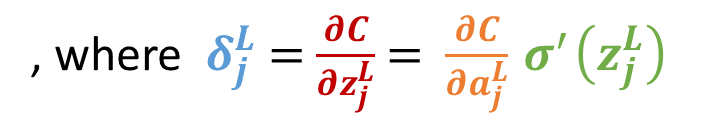 , where δ_j^L = ∂C/∂z_j^L = ∂C/∂a_j^L σ′(z_j^L)